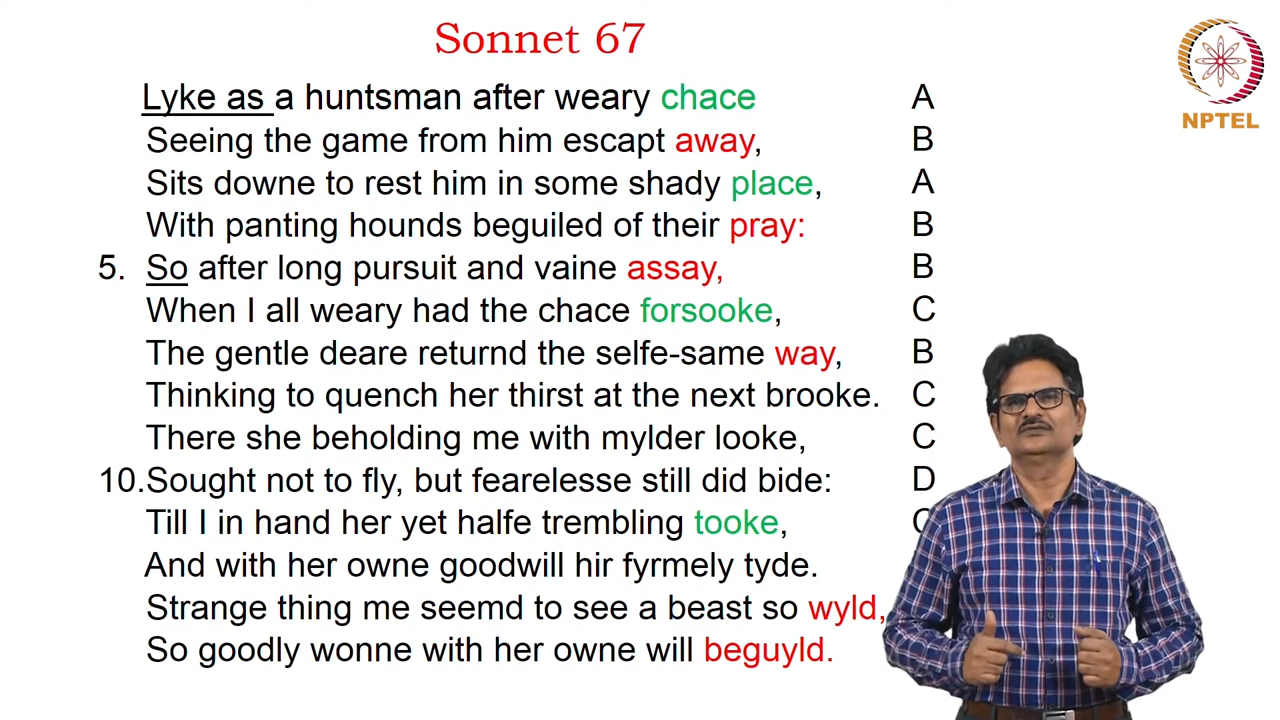 Sonnet 67
NPTEL
Lyke as a huntsman after weary chace A
Seeing the game from him escapt away, B
Sits downe to rest him in some shady place, A
With panting hounds beguiled of their pray: B
5. So after long pursuit and vaine assay, B
When I all weary had the chace forsooke, C
The gentle deare returnd the selfe-same way, B
Thinking to quench her thirst at the next brooke. C
There she beholding me with mylder looke, C
10.Sought not to fly, but fearelesse still did bide: D
Till I in hand her yet halfe trembling tooke, C
And with her owne goodwill hir fyrmely tyde.
Strange thing me seemd to see a beast so wyld,
So goodly wonne with her owne will beguyld.